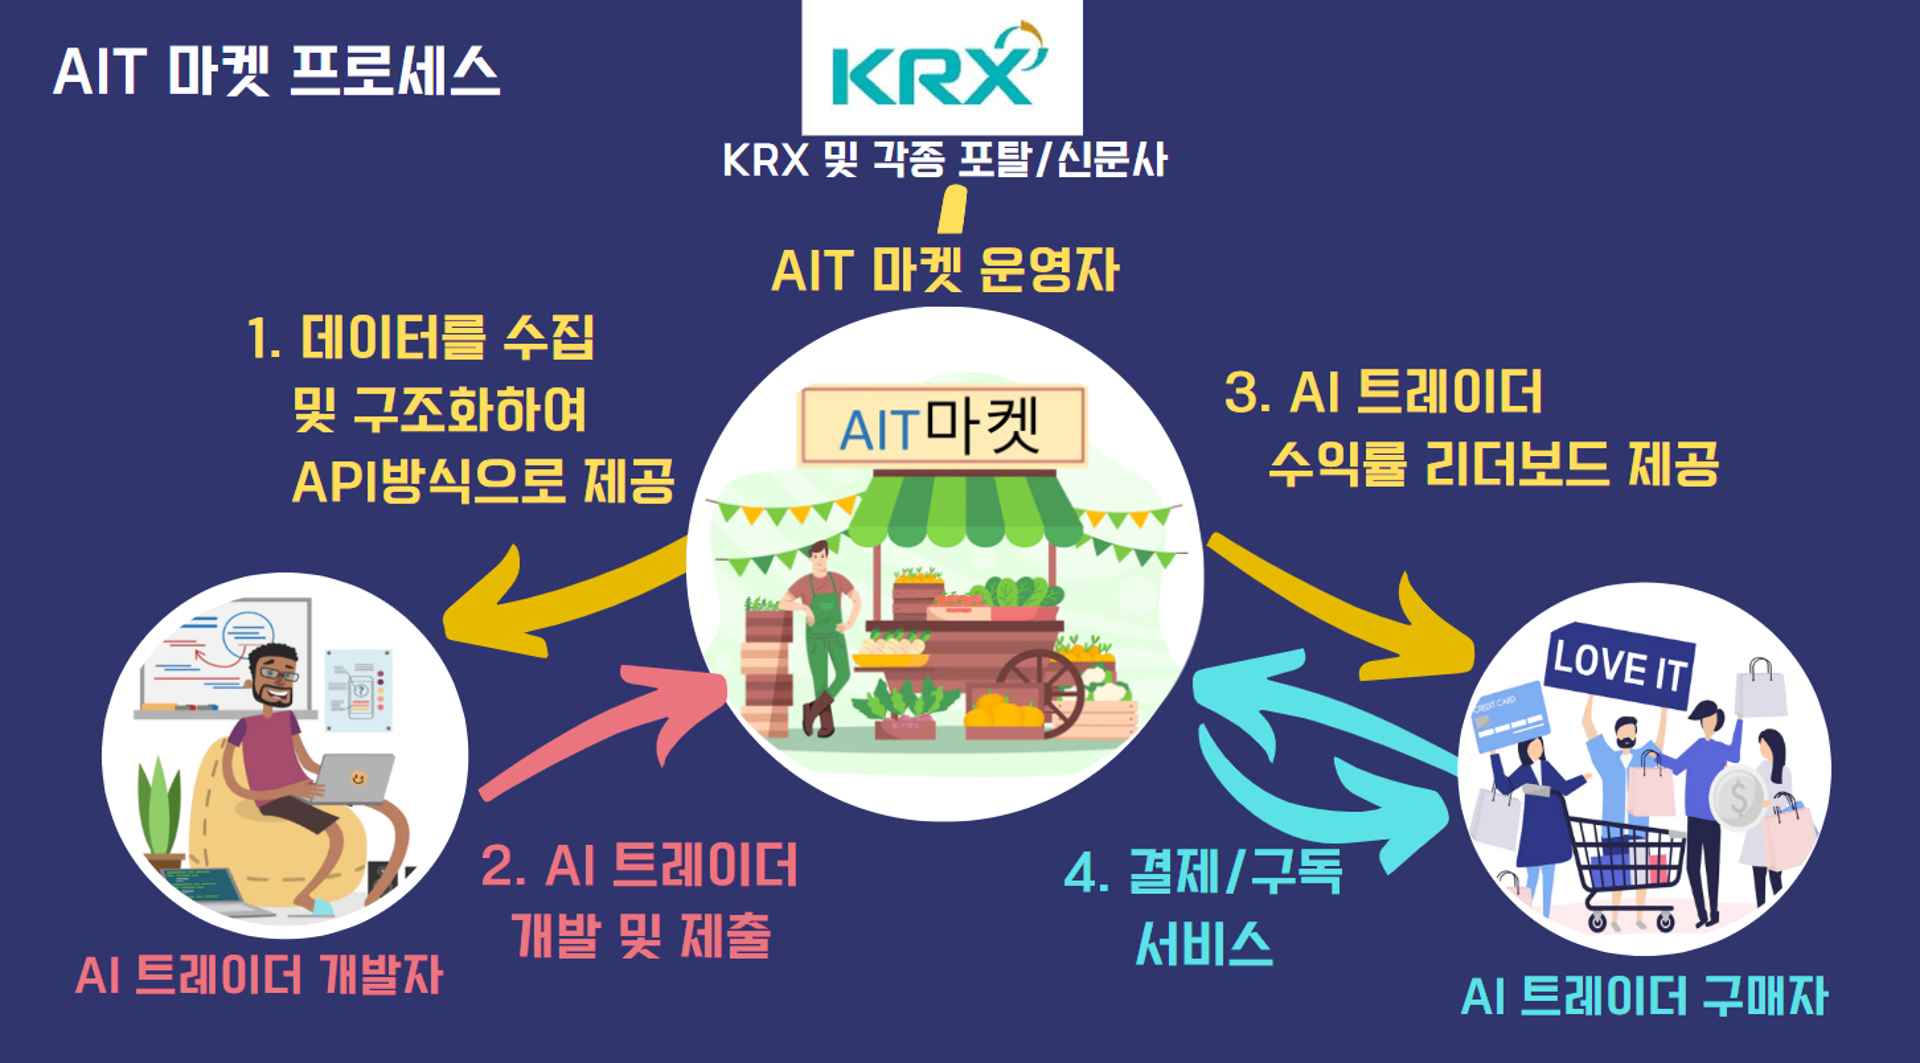 AIT 마켓 프로세스
KRX
KRX 및 각종 포탈/신문사
AIT 마켓 운영자
1. 데이터를 수집
및 구조화하여
API방식으로 제공
AIT마켓
3. AI 트레이더
수익률 리더보드 제공
LOVE IT
CREDIT CARD
2. AI 트레이더
개발 및 제출
4. 결제/구독
서비스
AI 트레이더 개발자
AI 트레이더 구매자